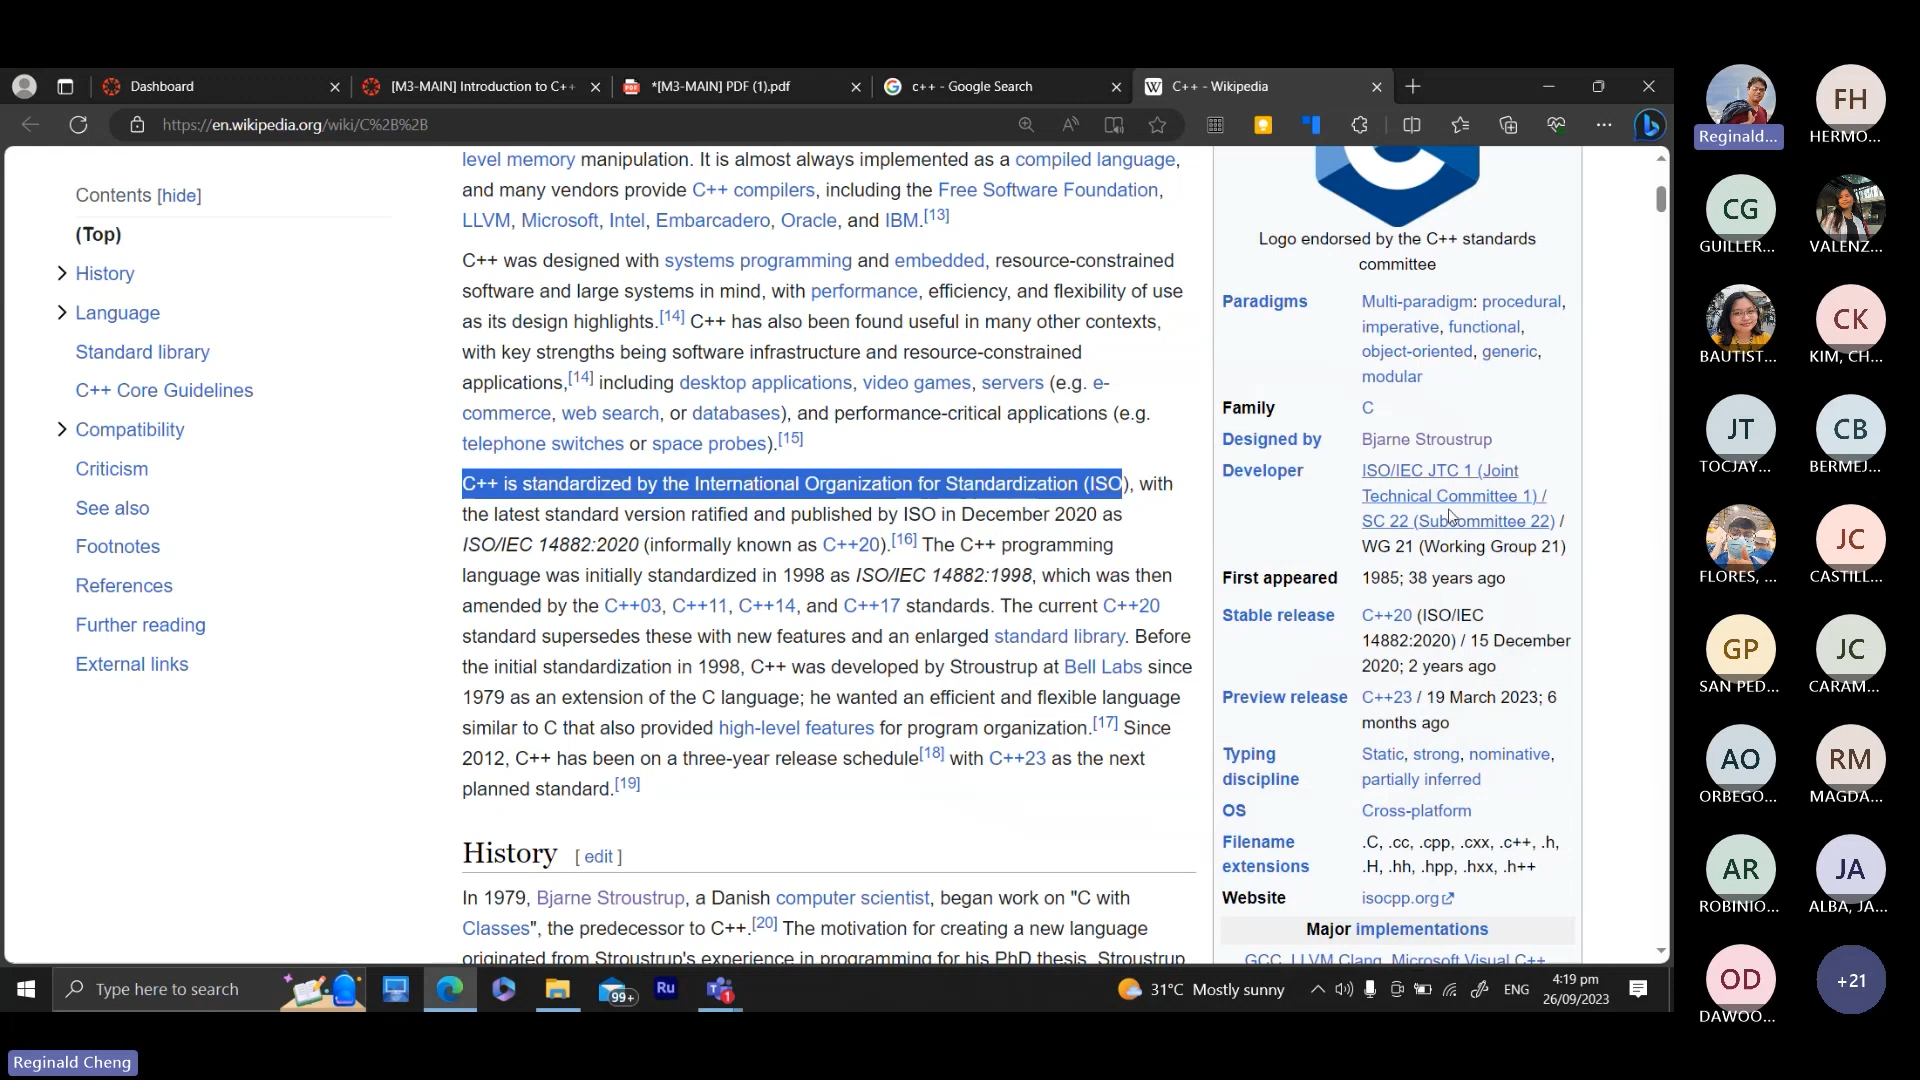 Dashboard
[M3-MAIN] Introduction to C++
*[M3-MAIN] PDF (1).pdf
c++ - Google Search
C++ - Wikipedia
https://en.wikipedia.org/wiki/C%2B%2B
Contents [hide]
(Top)
History
Language
Standard library
C++ Core Guidelines
Compatibility
Criticism
See also
Footnotes
References
Further reading
External links
level memory manipulation. It is almost always implemented as a compiled language,
and many vendors provide C++ compilers, including the Free Software Foundation,
LLVM, Microsoft, Intel, Embarcadero, Oracle, and IBM.[13]
C++ was designed with systems programming and embedded, resource-constrained
software and large systems in mind, with performance, efficiency, and flexibility of use
as its design highlights.[14] C++ has also been found useful in many other contexts,
with key strengths being software infrastructure and resource-constrained
applications,[14] including desktop applications, video games, servers (e.g. e-
commerce, web search, or databases), and performance-critical applications (e.g.
telephone switches or space probes).[15]
C++ is standardized by the International Organization for Standardization (ISO), with
the latest standard version ratified and published by ISO in December 2020 as
ISO/IEC 14882:2020 (informally known as C++20).[16] The C++ programming
language was initially standardized in 1998 as ISO/IEC 14882:1998, which was then
amended by the C++03, C++11, C++14, and C++17 standards. The current C++20
standard supersedes these with new features and an enlarged standard library. Before
the initial standardization in 1998, C++ was developed by Stroustrup at Bell Labs since
1979 as an extension of the C language; he wanted an efficient and flexible language
similar to C that also provided high-level features for program organization.[17] Since
2012, C++ has been on a three-year release schedule[18] with C++23 as the next
planned standard.[19]
History [ edit ]
In 1979, Bjarne Stroustrup, a Danish computer scientist, began work on "C with
Classes", the predecessor to C++.[20] The motivation for creating a new language
originated from Stroustrup's experience in programming for his PhD thesis. Stroustrup
Logo endorsed by the C++ standards
committee
Paradigms Multi-paradigm: procedural,
imperative, functional,
object-oriented, generic,
modular
Family C
Designed by Bjarne Stroustrup
Developer ISO/IEC JTC 1 (Joint
Technical Committee 1) /
SC 22 (Subcommittee 22) /
WG 21 (Working Group 21)
First appeared 1985; 38 years ago
Stable release C++20 (ISO/IEC
14882:2020) / 15 December
2020; 2 years ago
Preview release C++23 / 19 March 2023; 6
months ago
Typing Static, strong, nominative,
discipline partially inferred
OS Cross-platform
Filename .C, .cc, .cpp, .cxx, .c++, .h,
extensions .H, .hh, .hpp, .hxx, .h++
Website isocpp.org
Major implementations
GCC, LLVM Clang, Microsoft Visual C++
Type here to search
99+
Ru
1
31°C Mostly sunny
ENG
4:19 pm
26/09/2023
Reginald Cheng
Reginald...
FH
HERMO...
CG
GUILLER...
VALENZ...
BAUTIST...
CK
KIM, CH...
JT
TOCJAY...
CB
BERMEJ...
FLORES, ...
JC
CASTILL...
GP
SAN PED...
JC
CARAM...
AO
ORBEGO...
RM
MAGDA...
AR
ROBINIO...
JA
ALBA, JA...
OD
DAWOO...
+21